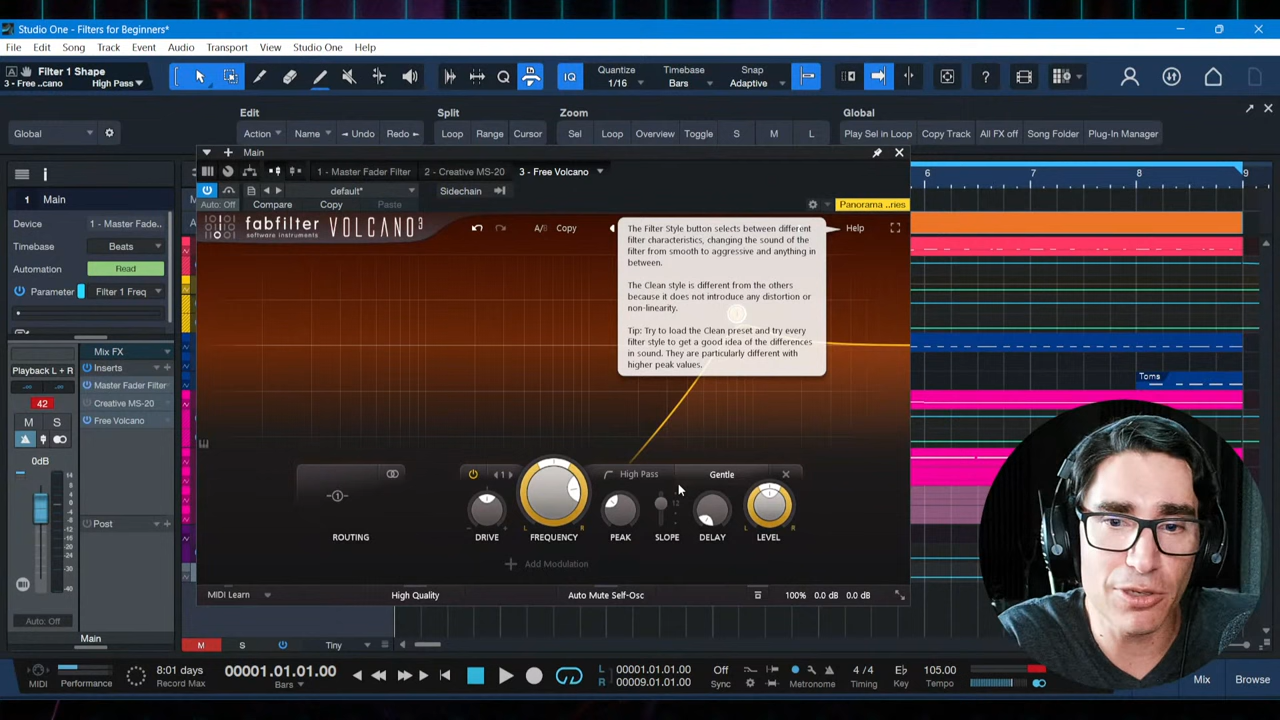 Studio One - Filters for Beginners*
File Edit Song Track Event Audio Transport View Studio One Help
Filter 1 Shape
3 - Free ..cano High Pass
IQ
Quantize
1/16
Timebase
Bars
Snap
Adaptive
Edit
Split
Zoom
Global
Global
Action Name Undo Redo Loop Range Cursor Sel Loop Overview Toggle S M L Play Sel in Loop Copy Track All FX off Song Folder Plug-In Manager
Main
1 - Master Fader Filter 2 - Creative MS-20 3 - Free Volcano
default*
Sidechain
Auto: Off Compare Copy Paste
Panorama ..ries
6 7 8 9
1 Main
Device 1 - Master Fade..
Timebase Beats
Automation Read
Parameter Filter 1 Freq
fabfilter
software instruments
VOLCANO 3
A/B Copy
Help
The Filter Style button selects between different
filter characteristics, changing the sound of the
filter from smooth to aggressive and anything in
between.
The Clean style is different from the others
because it does not introduce any distortion or
non-linearity.
Tip: Try to load the Clean preset and try every
filter style to get a good idea of the differences
in sound. They are particularly different with
higher peak values.
Toms
Mix FX
Playback L + R
Inserts
Master Fader Filter
Creative MS-20
Free Volcano
42
M S
0dB
Post
Auto: Off
Main
1
High Pass
Gentle
L R
L R
ROUTING
DRIVE
FREQUENCY
PEAK
SLOPE
DELAY
LEVEL
Add Modulation
MIDI Learn
High Quality
Auto Mute Self-Osc
100% 0.0 dB 0.0 dB
M S
Tiny
MIDI
Performance
8:01 days
Record Max
00001.01.01.00
Bars
L 00001.01.01.00
R 00009.01.01.00
Off
Sync
Metronome
4 / 4
Timing
E♭
Key
105.00
Tempo
Mix
Browse